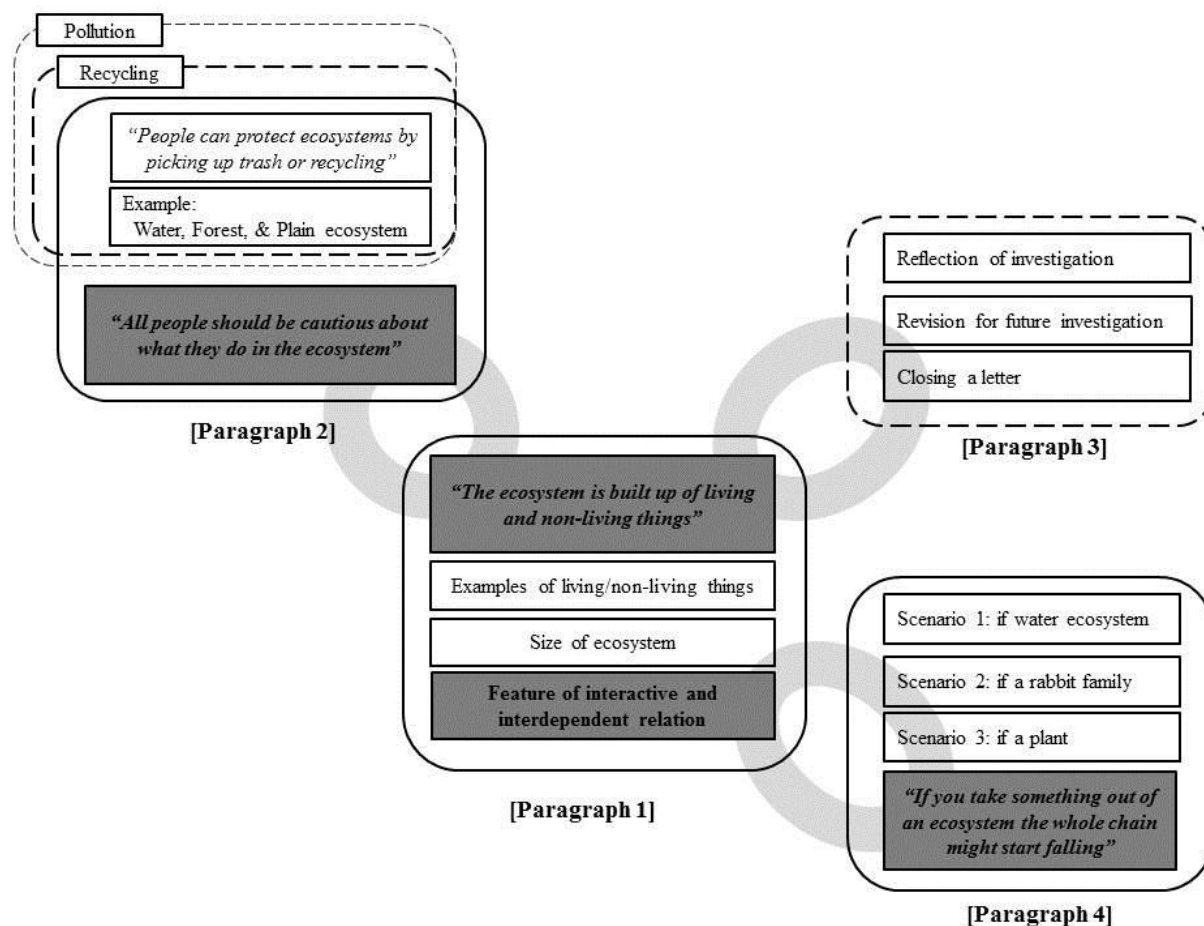 Pollution
Recycling
“People can protect ecosystems by
picking up trash or recycling”
Example:
Water, Forest, & Plain ecosystem
“All people should be cautious about
what they do in the ecosystem”
[Paragraph 2]
Reflection of investigation
Revision for future investigation
Closing a letter
[Paragraph 3]
“The ecosystem is built up of living
and non-living things”
Examples of living/non-living things
Size of ecosystem
Feature of interactive and
interdependent relation
[Paragraph 1]
Scenario 1: if water ecosystem
Scenario 2: if a rabbit family
Scenario 3: if a plant
“If you take something out of
an ecosystem the whole chain
might start falling”
[Paragraph 4]